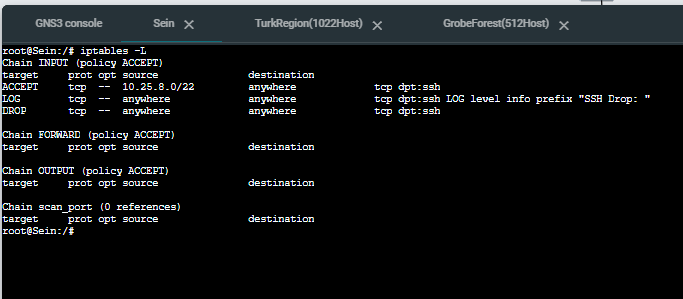 GNS3 console Sein TurkRegion(1022Host) GrobeForest(512Host)
root@Sein:/# iptables -L
Chain INPUT (policy ACCEPT)
target     prot opt source               destination
ACCEPT     tcp  --  10.25.8.0/22         anywhere             tcp dpt:ssh
LOG        tcp  --  anywhere             anywhere             tcp dpt:ssh LOG level info prefix "SSH Drop: "
DROP       tcp  --  anywhere             anywhere             tcp dpt:ssh
Chain FORWARD (policy ACCEPT)
target     prot opt source               destination
Chain OUTPUT (policy ACCEPT)
target     prot opt source               destination
Chain scan_port (0 references)
target     prot opt source               destination
root@Sein:/#